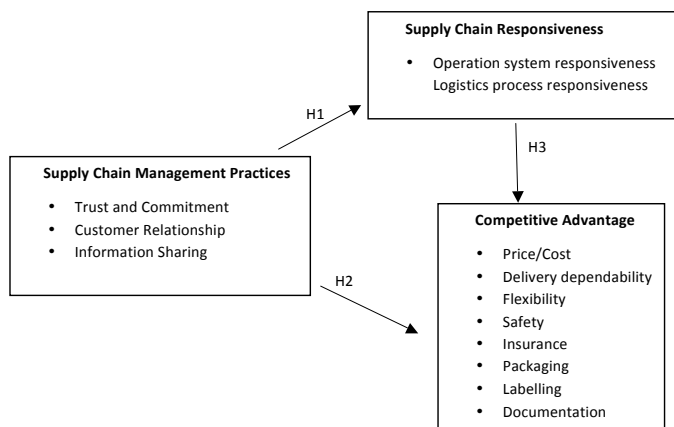 Supply Chain Responsiveness
• Operation system responsiveness
Logistics process responsiveness
H1
H3
Supply Chain Management Practices
• Trust and Commitment
• Customer Relationship
• Information Sharing
H2
Competitive Advantage
• Price/Cost
• Delivery dependability
• Flexibility
• Safety
• Insurance
• Packaging
• Labelling
• Documentation